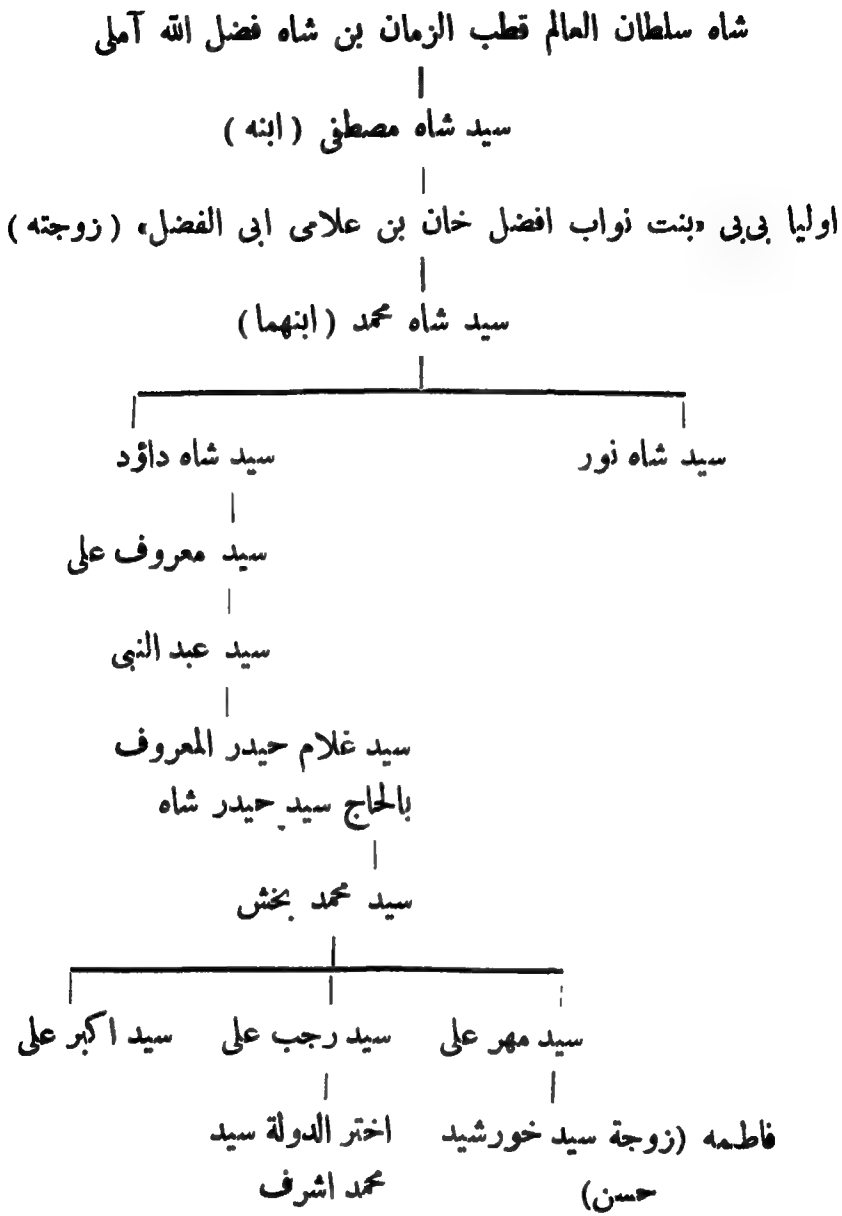 شاه سلطان العالم قطب الزمان بن شاه فضل الله آملی
سید شاه مصطفی ( ابنه )
اولیا بی‌بی «بنت نواب افضل خان بن علامی ابی الفضل» ( زوجته )
سید شاه محمد ( ابنهما )
سید شاه نور
سید شاه داؤد
سید معروف علی
سید عبد النبی
سید غلام حیدر المعروف
بالحاج سید حیدر شاه
سید محمد بخش
سید مهر علی
سید رجب علی
سید اکبر علی
فاطمه (زوجة سید خورشید
حسن)
اختر الدولة سید
محمد اشرف